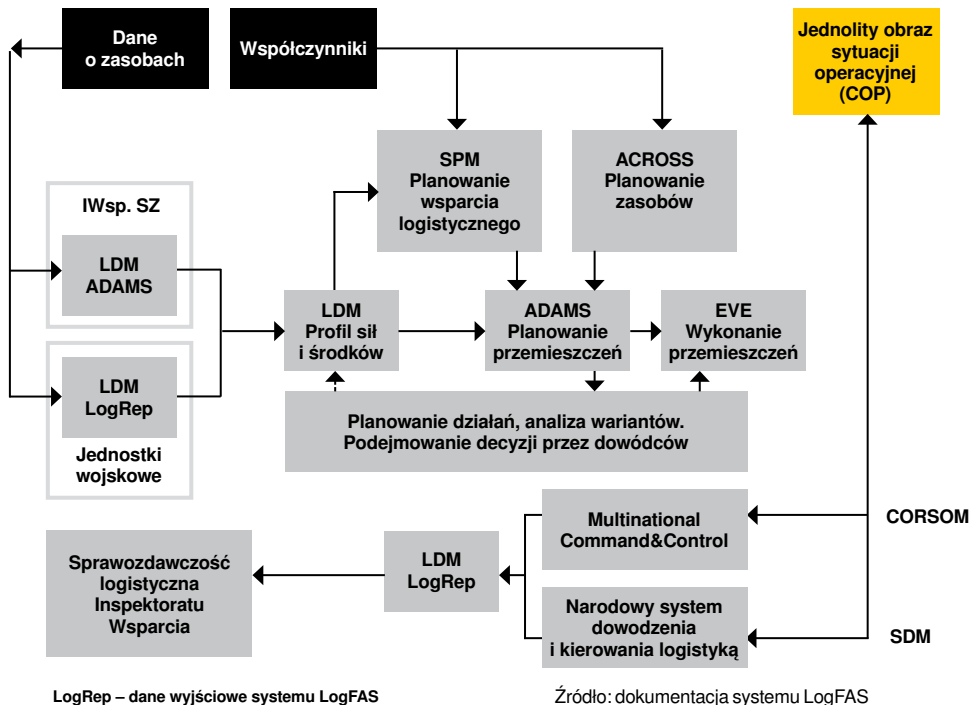 Dane
o zasobach
Współczynniki
Jednolity obraz
sytuacji
operacyjnej
(COP)
SPM
Planowanie
wsparcia
logistycznego
ACROSS
Planowanie
zasobów
IWsp. SZ
LDM
ADAMS
LDM
Profil sił
i środków
ADAMS
Planowanie
przemieszczeń
EVE
Wykonanie
przemieszczeń
LDM
LogRep
Jednostki
wojskowe
Planowanie działań, analiza wariantów.
Podejmowanie decyzji przez dowódców
Multinational
Command&Control
CORSOM
Sprawozdawczość
logistyczna
Inspektoratu
Wsparcia
LDM
LogRep
Narodowy system
dowodzenia
i kierowania logistyką
SDM
LogRep – dane wyjściowe systemu LogFAS
Źródło: dokumentacja systemu LogFAS